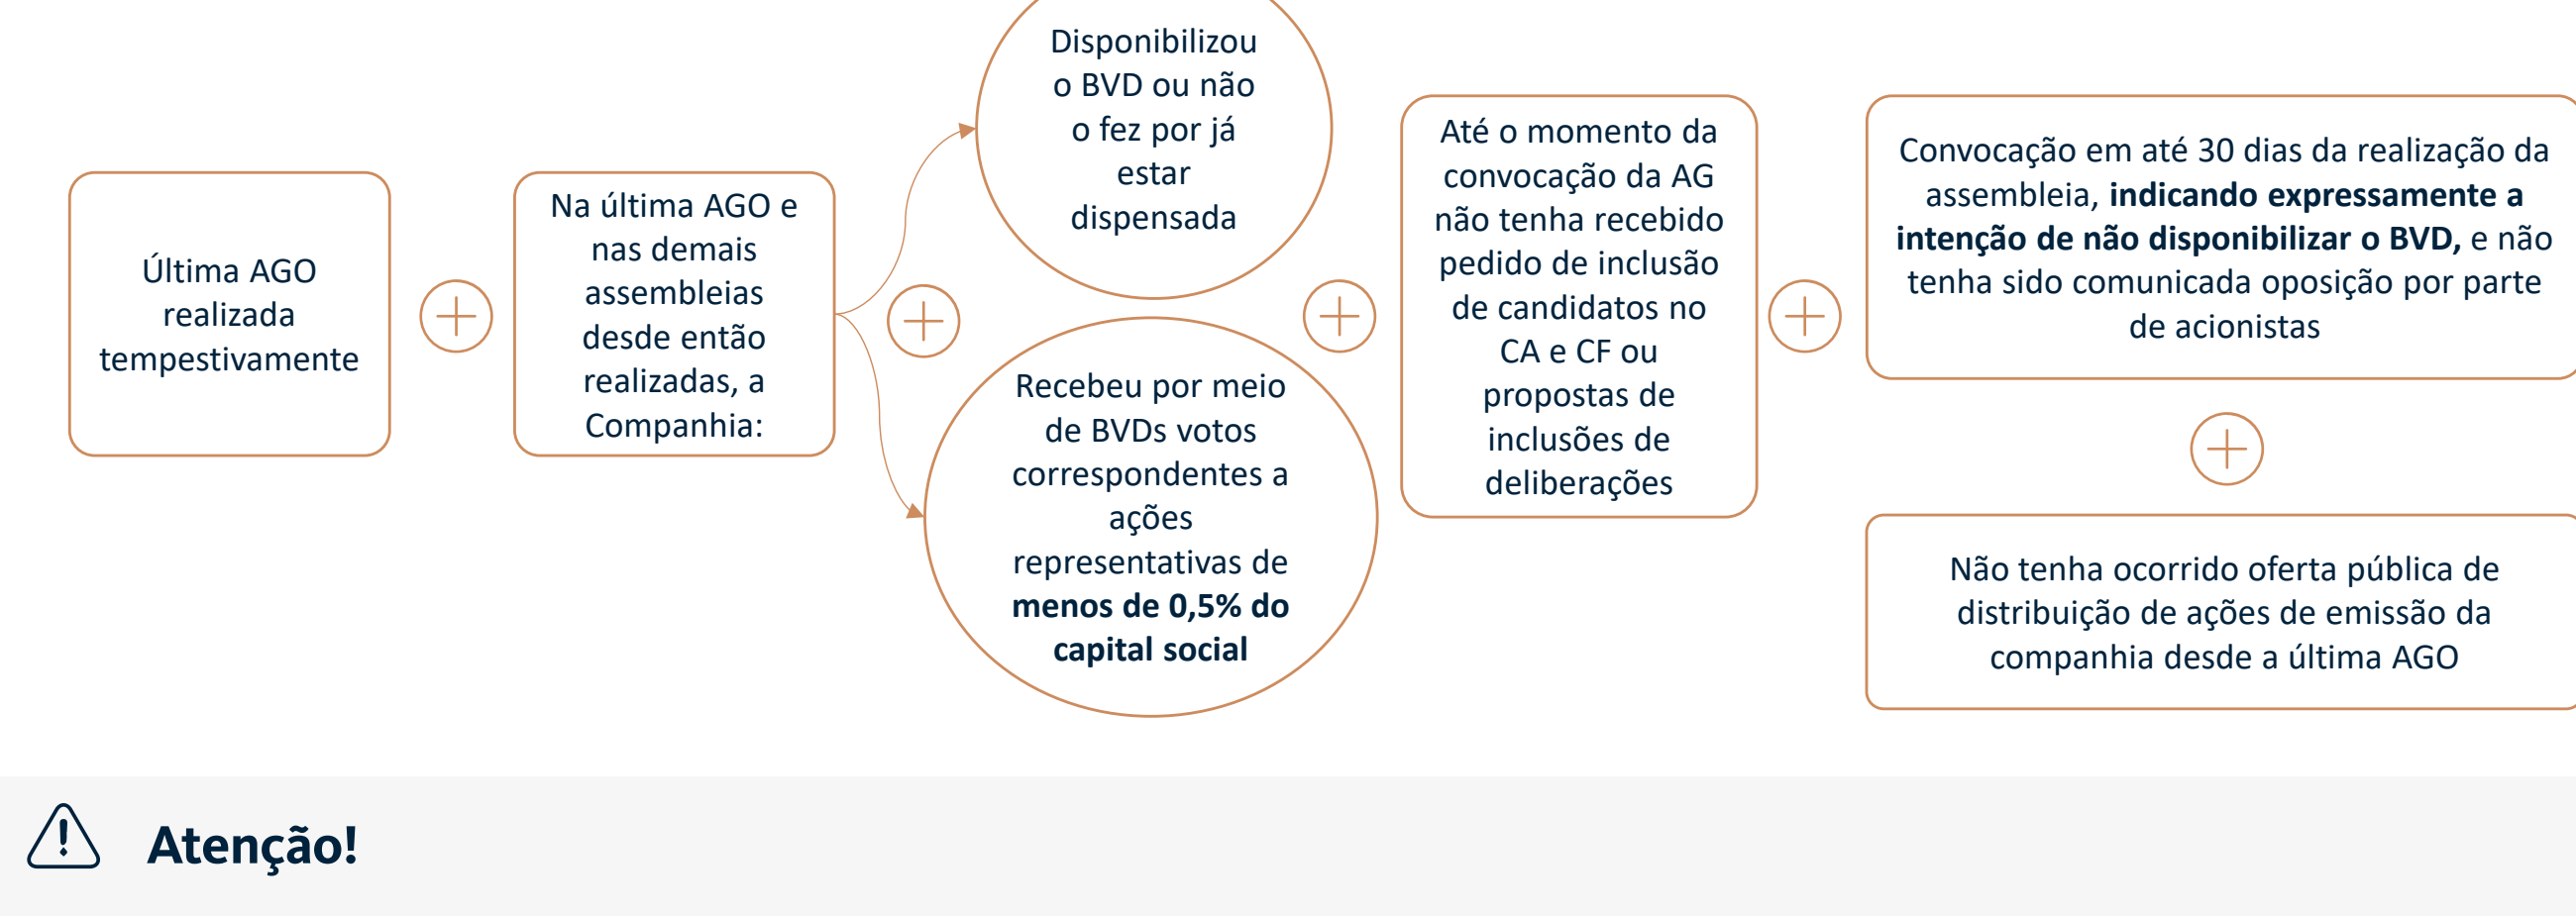 Última AGO
realizada
tempestivamente
Na última AGO e
nas demais
assembleias
desde então
realizadas, a
Companhia:
Disponibilizou
o BVD ou não
o fez por já
estar
dispensada
Recebeu por meio
de BVDs votos
correspondentes a
ações
representativas de
menos de 0,5% do
capital social
Até o momento da
convocação da AG
não tenha recebido
pedido de inclusão
de candidatos no
CA e CF ou
propostas de
inclusões de
deliberações
Convocação em até 30 dias da realização da
assembleia, indicando expressamente a
intenção de não disponibilizar o BVD, e não
tenha sido comunicada oposição por parte
de acionistas
Não tenha ocorrido oferta pública de
distribuição de ações de emissão da
companhia desde a última AGO
Atenção!